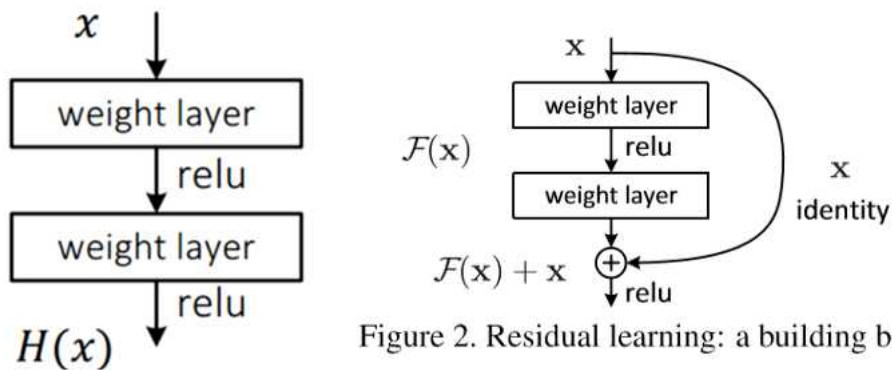 x
weight layer
relu
weight layer
relu
H(x)
x
weight layer
F(x)
relu
x
weight layer
identity
F(x) + x
+
relu
Figure 2. Residual learning: a building b